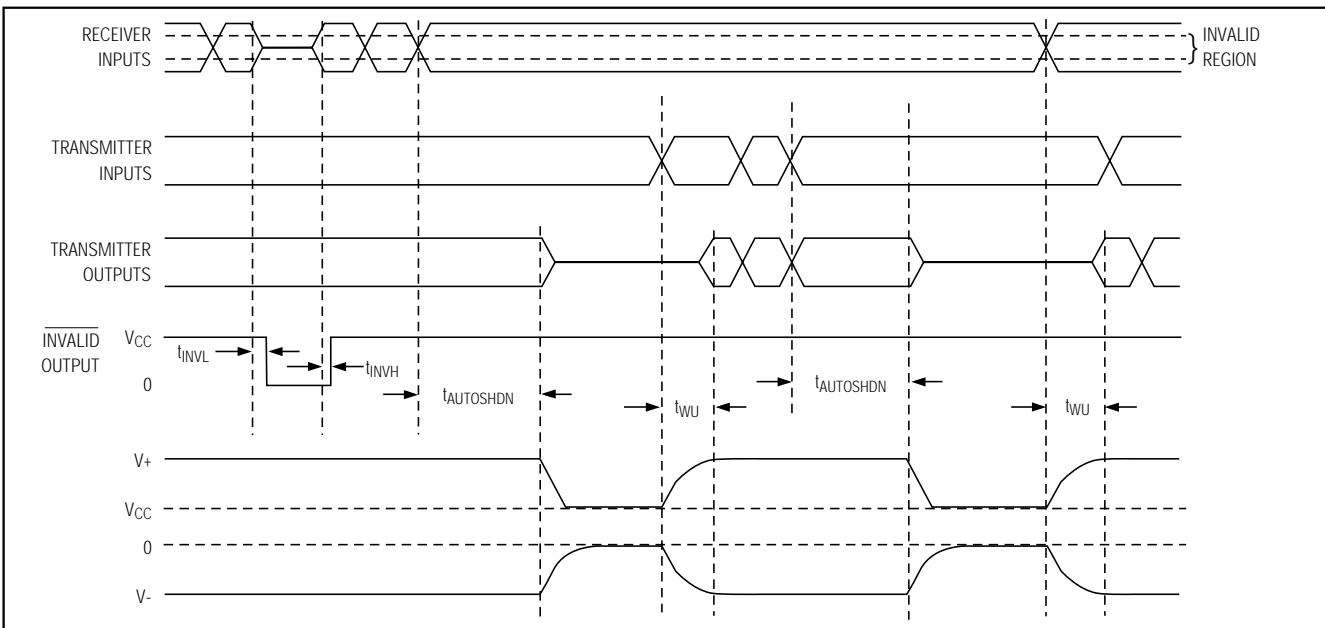 RECEIVER
INPUTS
INVALID
REGION
TRANSMITTER
INPUTS
TRANSMITTER
OUTPUTS
INVALID
OUTPUT
VCC
0
tINVL
tINVH
tAUTOSHDN
tWU
tAUTOSHDN
tWU
V+
VCC
0
V-